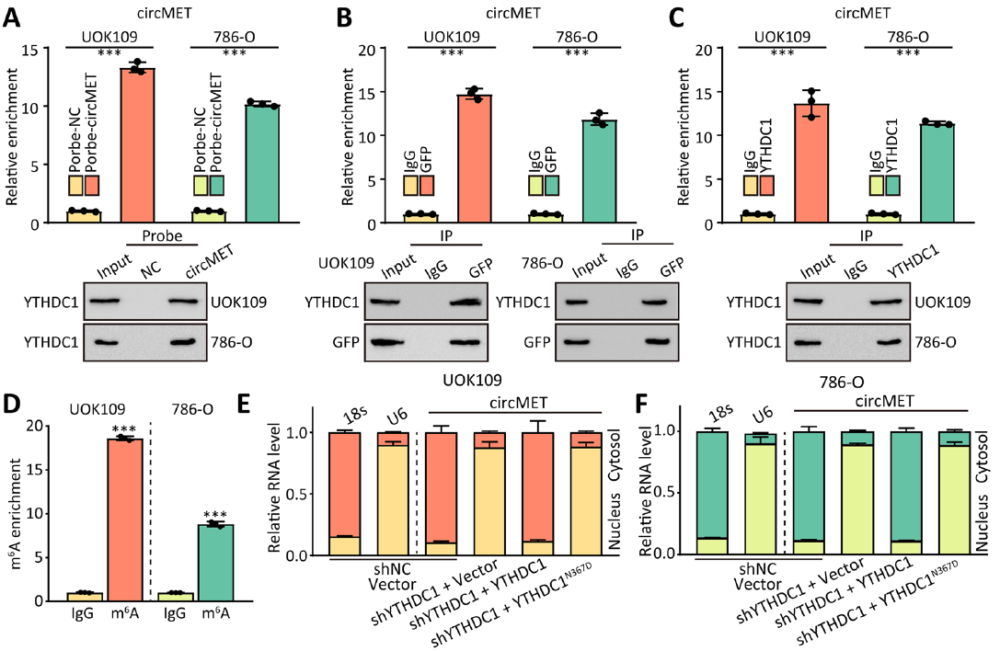 A
circMET
UOK109
786-O
***
***
Relative enrichment
15
10
5
0
Porbe-NC
Porbe-circMET
Porbe-NC
Porbe-circMET
Probe
Input
NC
circMET
YTHDC1
UOK109
YTHDC1
786-O
B
circMET
UOK109
786-O
***
***
Relative enrichment
20
15
10
5
0
IgG
GFP
IgG
GFP
IP
IP
UOK109
Input
IgG
GFP
786-O
Input
IgG
GFP
YTHDC1
YTHDC1
GFP
GFP
C
circMET
UOK109
786-O
***
***
Relative enrichment
20
15
10
5
0
IgG
YTHDC1
IgG
YTHDC1
IP
Input
IgG
YTHDC1
YTHDC1
UOK109
YTHDC1
786-O
D
UOK109
786-O
***
***
m⁶A enrichment
20
15
10
5
0
IgG
m⁶A
IgG
m⁶A
E
UOK109
circMET
18s
U6
Relative RNA level
1.0
0.5
0.0
Nucleus
Cytosol
shNC
Vector
shYTHDC1 + Vector
shYTHDC1 + YTHDC1
shYTHDC1 + YTHDC1ᴺ³⁶⁷ᴰ
F
786-O
circMET
18s
U6
Relative RNA level
1.0
0.5
0.0
Nucleus
Cytosol
shNC
Vector
shYTHDC1 + Vector
shYTHDC1 + YTHDC1
shYTHDC1 + YTHDC1ᴺ³⁶⁷ᴰ